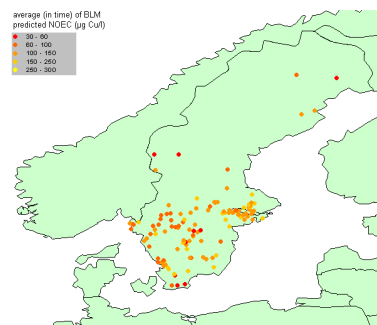 average (in time) of BLM
predicted NOEC (µg Cu/l)
30 - 60
60 - 100
100 - 150
150 - 250
250 - 300